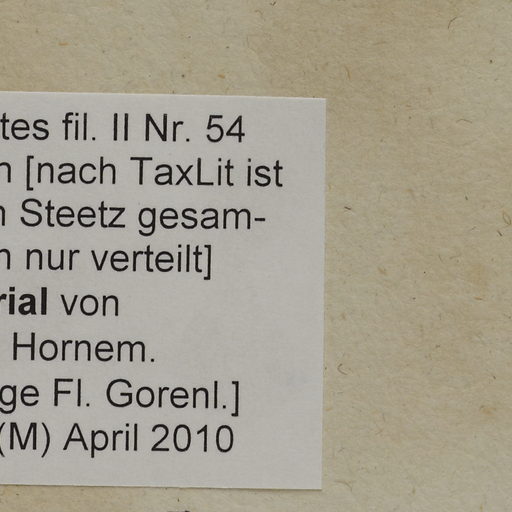 tes fil. II Nr. 54
n [nach TaxLit ist
n Steetz gesam-
n nur verteilt]
rial von
Hornem.
ge Fl. Gorenl.]
(M) April 2010